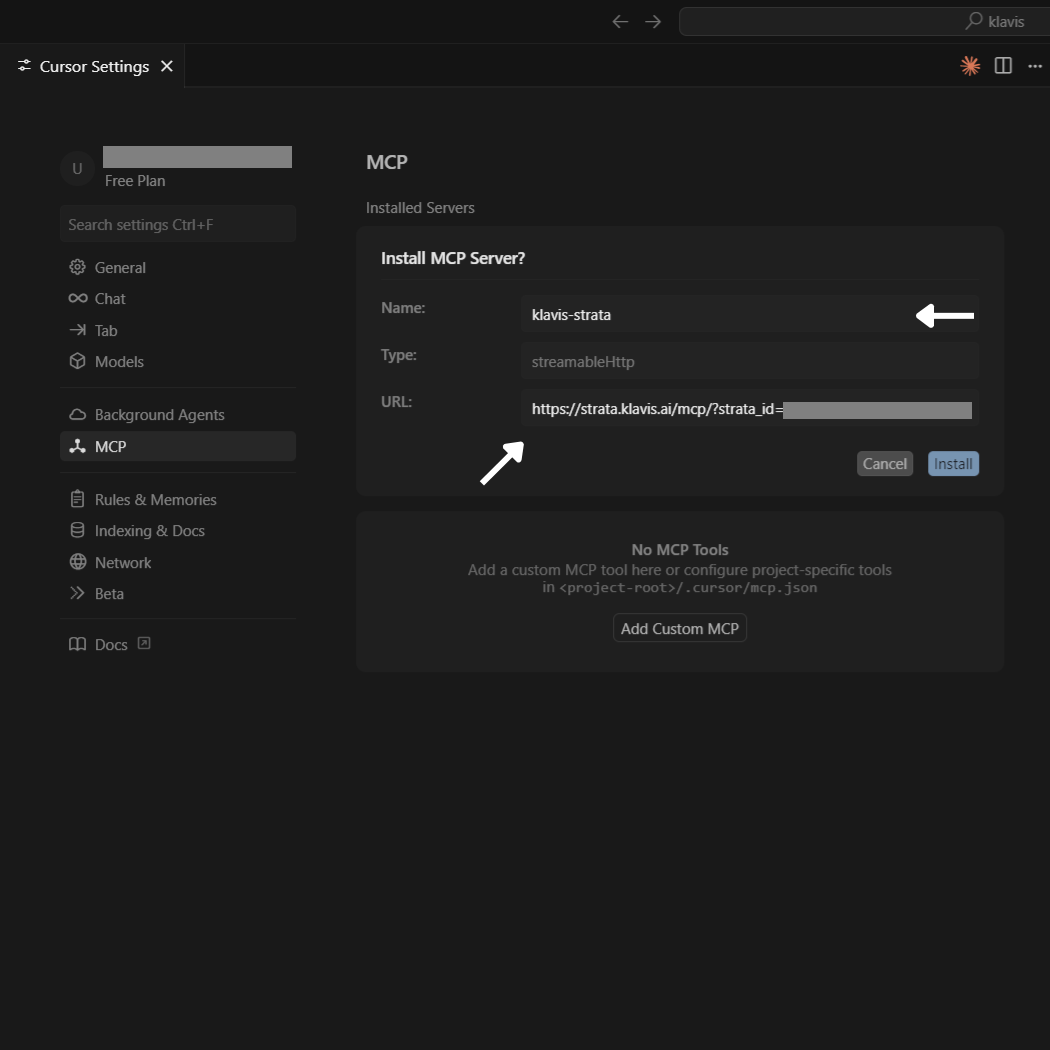 klavis
Cursor Settings
U
Free Plan
Search settings Ctrl+F
General
Chat
Tab
Models
Background Agents
MCP
Rules & Memories
Indexing & Docs
Network
Beta
Docs
MCP
Installed Servers
Install MCP Server?
Name: klavis-strata
Type: streamableHttp
URL: https://strata.klavis.ai/mcp/?strata_id=
Cancel Install
No MCP Tools
Add a custom MCP tool here or configure project-specific tools
in <project-root>/.cursor/mcp.json
Add Custom MCP